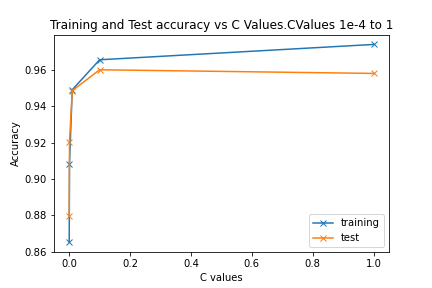 Training and Test accuracy vs C Values.CValues 1e-4 to 1
0.96
0.94
0.92
0.90
0.88
0.86
Accuracy
0.0 0.2 0.4 0.6 0.8 1.0
C values
training
test